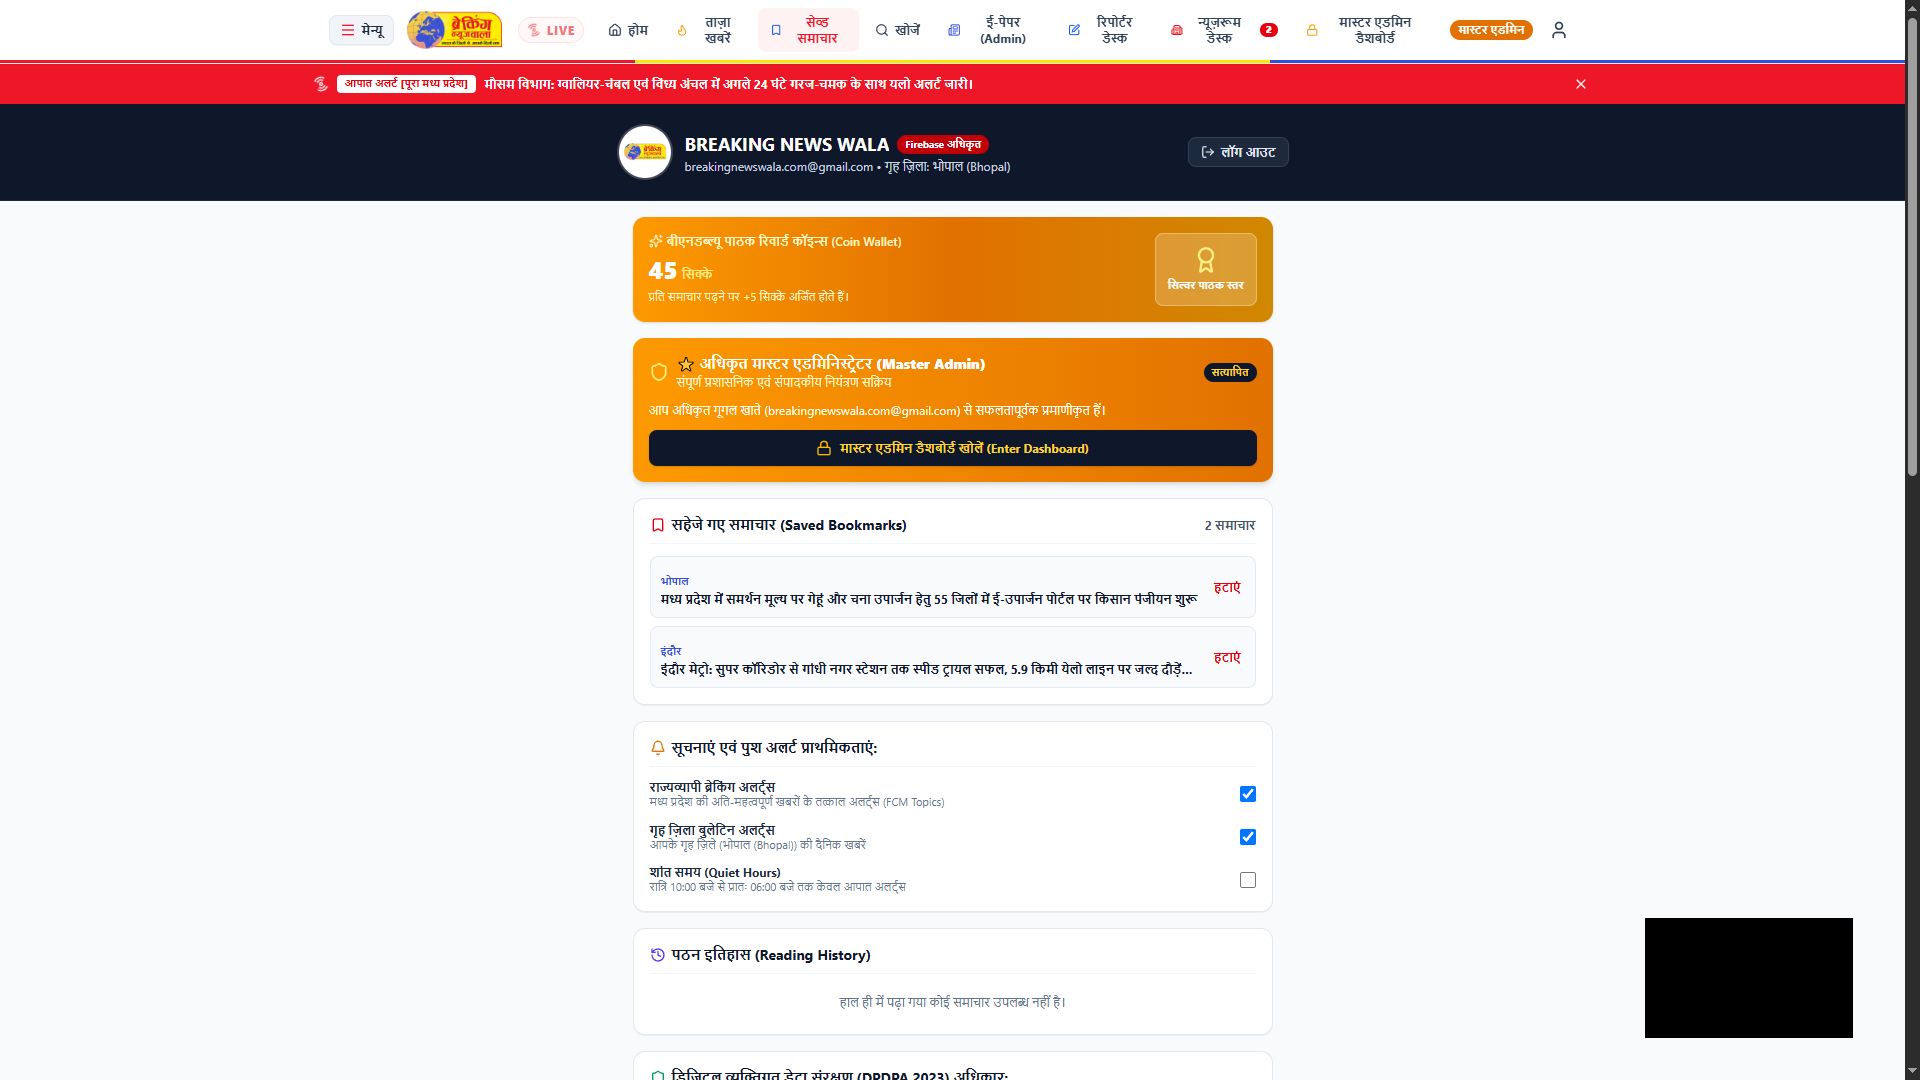 मेन्यू
ब्रेकिंग
न्यूज़वाला
LIVE
होम
ताज़ा खबरें
सेव्ड समाचार
खोजें
ई-पेपर (Admin)
रिपोर्टर डेस्क
न्यूज़रूम डेस्क
2
मास्टर एडमिन डैशबोर्ड
मास्टर एडमिन
आपात अलर्ट [पूरा मध्य प्रदेश]
मौसम विभाग: ग्वालियर-चंबल एवं विंध्य अंचल में अगले 24 घंटे गरज-चमक के साथ यलो अलर्ट जारी।
BREAKING NEWS WALA
Firebase अधिकृत
breakingnewswala.com@gmail.com • गृह ज़िला: भोपाल (Bhopal)
लॉग आउट
बीएनडब्ल्यू पाठक रिवार्ड कॉइन्स (Coin Wallet)
45 सिक्के
प्रति समाचार पढ़ने पर +5 सिक्के अर्जित होते हैं।
सिल्वर पाठक स्तर
अधिकृत मास्टर एडमिनिस्ट्रेटर (Master Admin)
संपूर्ण प्रशासनिक एवं संपादकीय नियंत्रण सक्रिय
सत्यापित
आप अधिकृत गूगल खाते (breakingnewswala.com@gmail.com) से सफलतापूर्वक प्रमाणीकृत हैं।
मास्टर एडमिन डैशबोर्ड खोलें (Enter Dashboard)
सहेजे गए समाचार (Saved Bookmarks)
2 समाचार
भोपाल
मध्य प्रदेश में समर्थन मूल्य पर गेहूं और चना उपार्जन हेतु 55 जिलों में ई-उपार्जन पोर्टल पर किसान पंजीयन शुरू
हटाएं
इंदौर
इंदौर मेट्रो: सुपर कॉरिडोर से गांधी नगर स्टेशन तक स्पीड ट्रायल सफल, 5.9 किमी येलो लाइन पर जल्द दौड़ें...
हटाएं
सूचनाएं एवं पुश अलर्ट प्राथमिकताएं:
राज्यव्यापी ब्रेकिंग अलर्ट्स
मध्य प्रदेश की अति-महत्वपूर्ण खबरों के तत्काल अलर्ट्स (FCM Topics)
गृह ज़िला बुलेटिन अलर्ट्स
आपके गृह ज़िले (भोपाल (Bhopal)) की दैनिक खबरें
शांत समय (Quiet Hours)
रात्रि 10:00 बजे से प्रातः 06:00 बजे तक केवल आपात अलर्ट्स
पठन इतिहास (Reading History)
हाल ही में पढ़ा गया कोई समाचार उपलब्ध नहीं है।
डिजिटल व्यक्तिगत डेटा संरक्षण (DPDPA 2023) अधिकार: